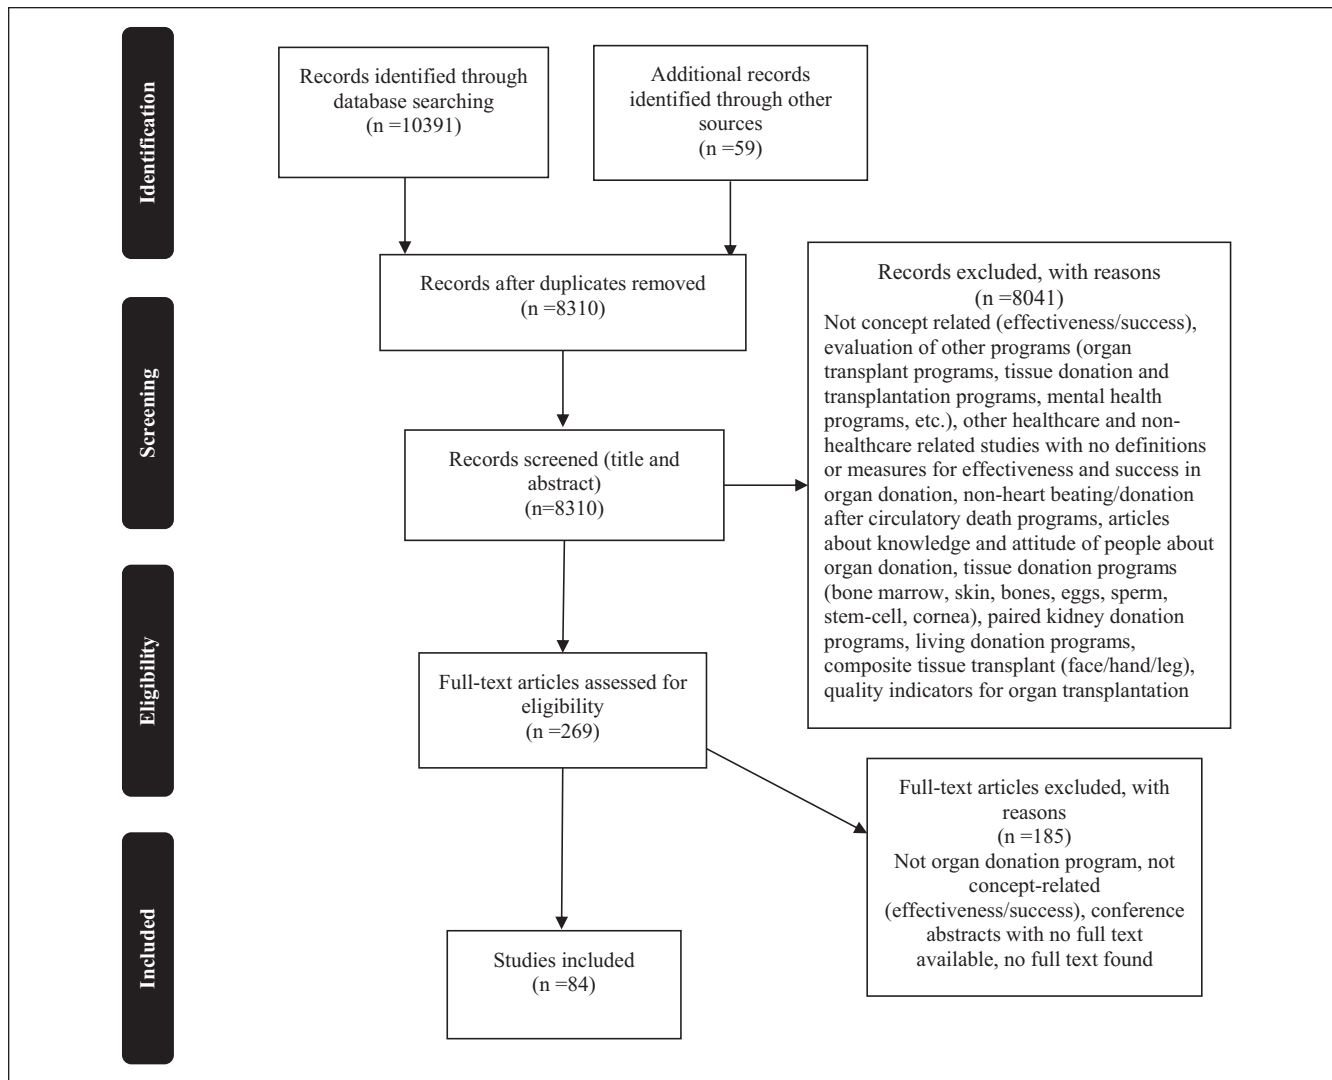 Identification
Records identified through
database searching
(n =10391)
Additional records
identified through other
sources
(n =59)
Records after duplicates removed
(n =8310)
Screening
Records screened (title and
abstract)
(n=8310)
Records excluded, with reasons
(n =8041)
Not concept related (effectiveness/success),
evaluation of other programs (organ
transplant programs, tissue donation and
transplantation programs, mental health
programs, etc.), other healthcare and non-
healthcare related studies with no definitions
or measures for effectiveness and success in
organ donation, non-heart beating/donation
after circulatory death programs, articles
about knowledge and attitude of people about
organ donation, tissue donation programs
(bone marrow, skin, bones, eggs, sperm,
stem-cell, cornea), paired kidney donation
programs, living donation programs,
composite tissue transplant (face/hand/leg),
quality indicators for organ transplantation
Eligibility
Full-text articles assessed for
eligibility
(n =269)
Full-text articles excluded, with
reasons
(n =185)
Not organ donation program, not
concept-related
(effectiveness/success), conference
abstracts with no full text
available, no full text found
Included
Studies included
(n =84)